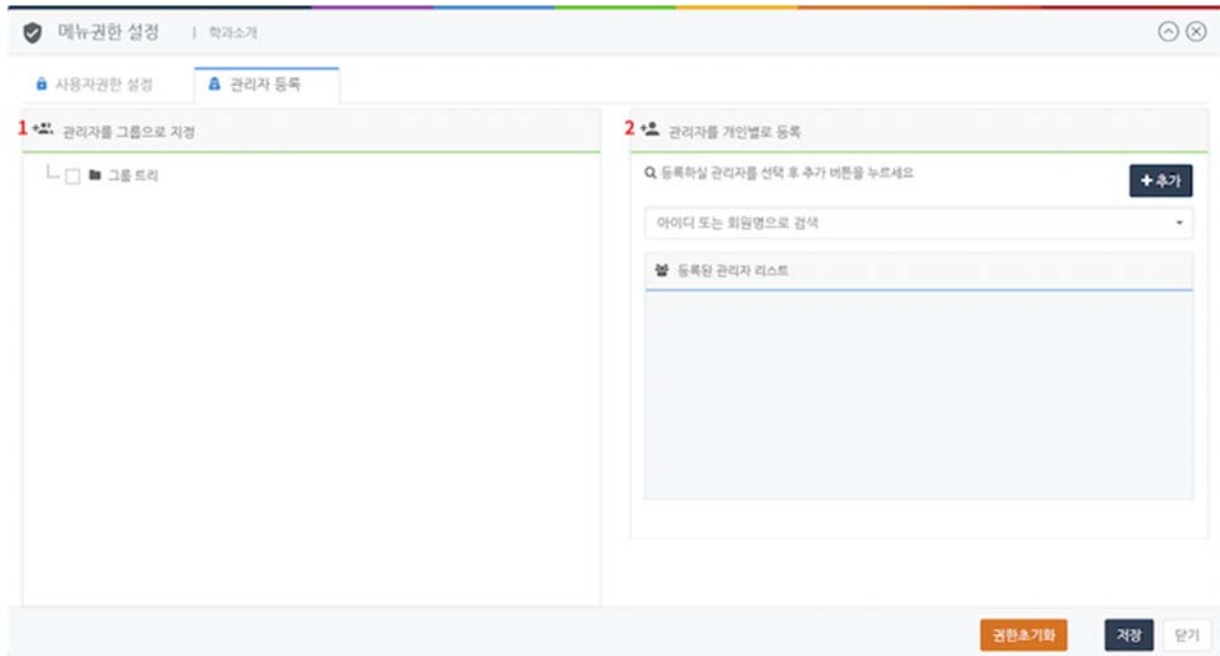 메뉴권한 설정 | 학과소개
사용자권한 설정
관리자 등록
1 관리자를 그룹으로 지정
그룹 트리
2 관리자를 개인별로 등록
등록하실 관리자를 선택 후 추가 버튼을 누르세요
+추가
아이디 또는 회원명으로 검색
등록된 관리자 리스트
권한초기화
저장
닫기